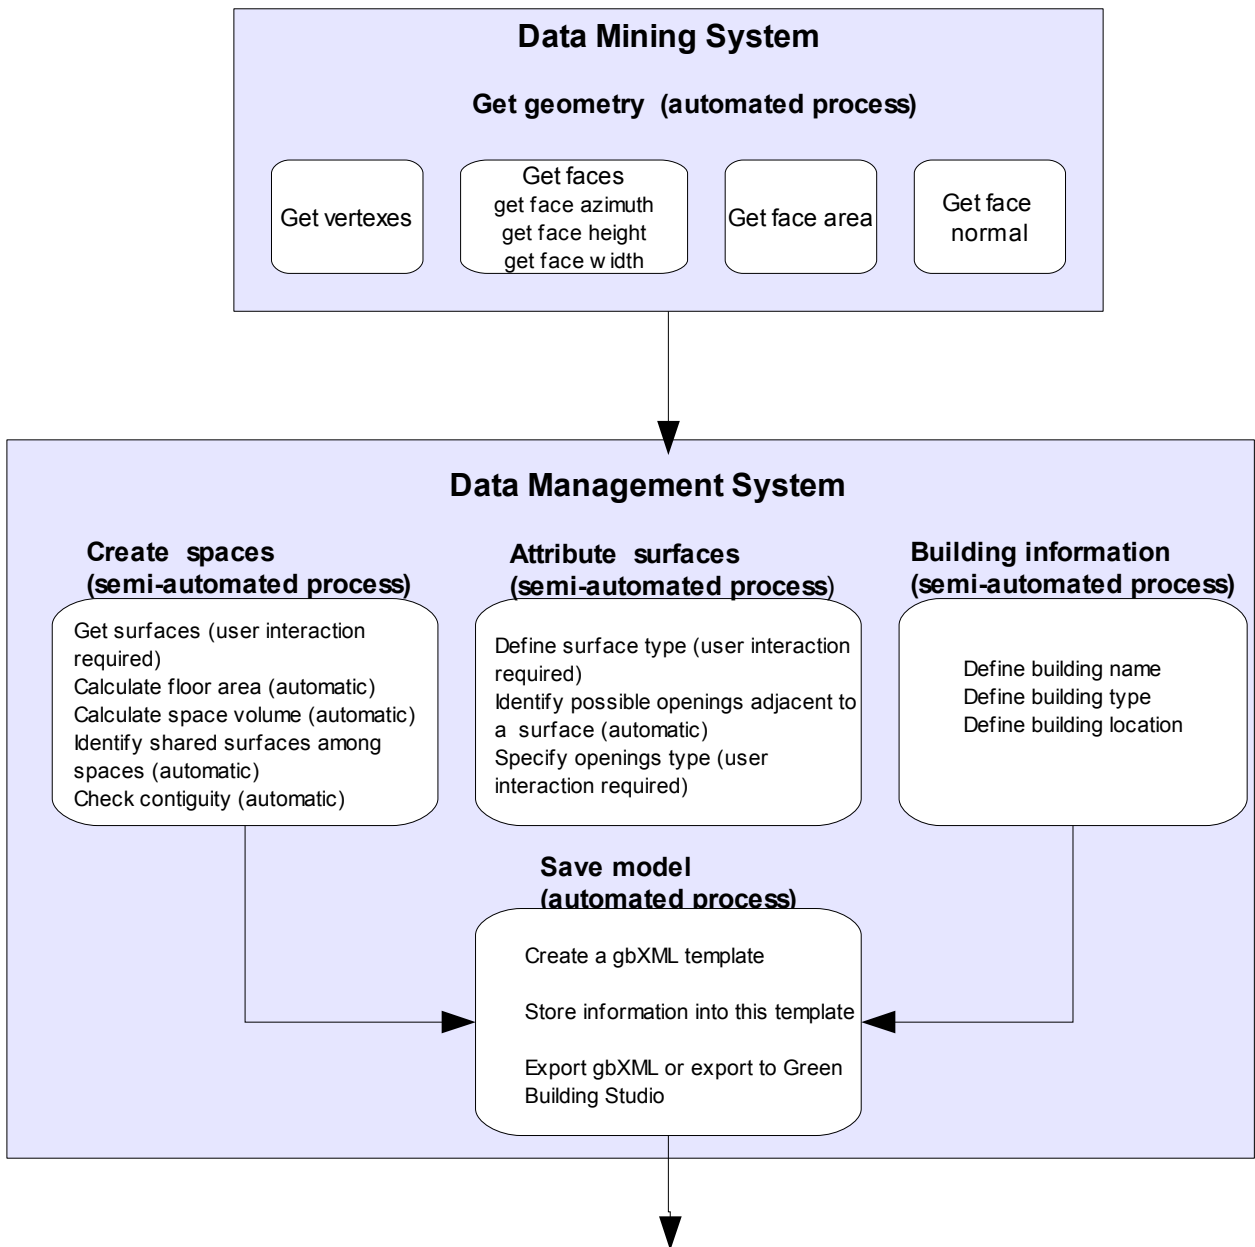 Data Mining System
Get geometry (automated process)
Get vertexes
Get faces
get face azimuth
get face height
get face width
Get face area
Get face
normal
Data Management System
Create spaces
(semi-automated process)
Get surfaces (user interaction
required)
Calculate floor area (automatic)
Calculate space volume (automatic)
Identify shared surfaces among
spaces (automatic)
Check contiguity (automatic)
Attribute surfaces
(semi-automated process)
Define surface type (user interaction
required)
Identify possible openings adjacent to
a surface (automatic)
Specify openings type (user
interaction required)
Building information
(semi-automated process)
Define building name
Define building type
Define building location
Save model
(automated process)
Create a gbXML template
Store information into this template
Export gbXML or export to Green
Building Studio